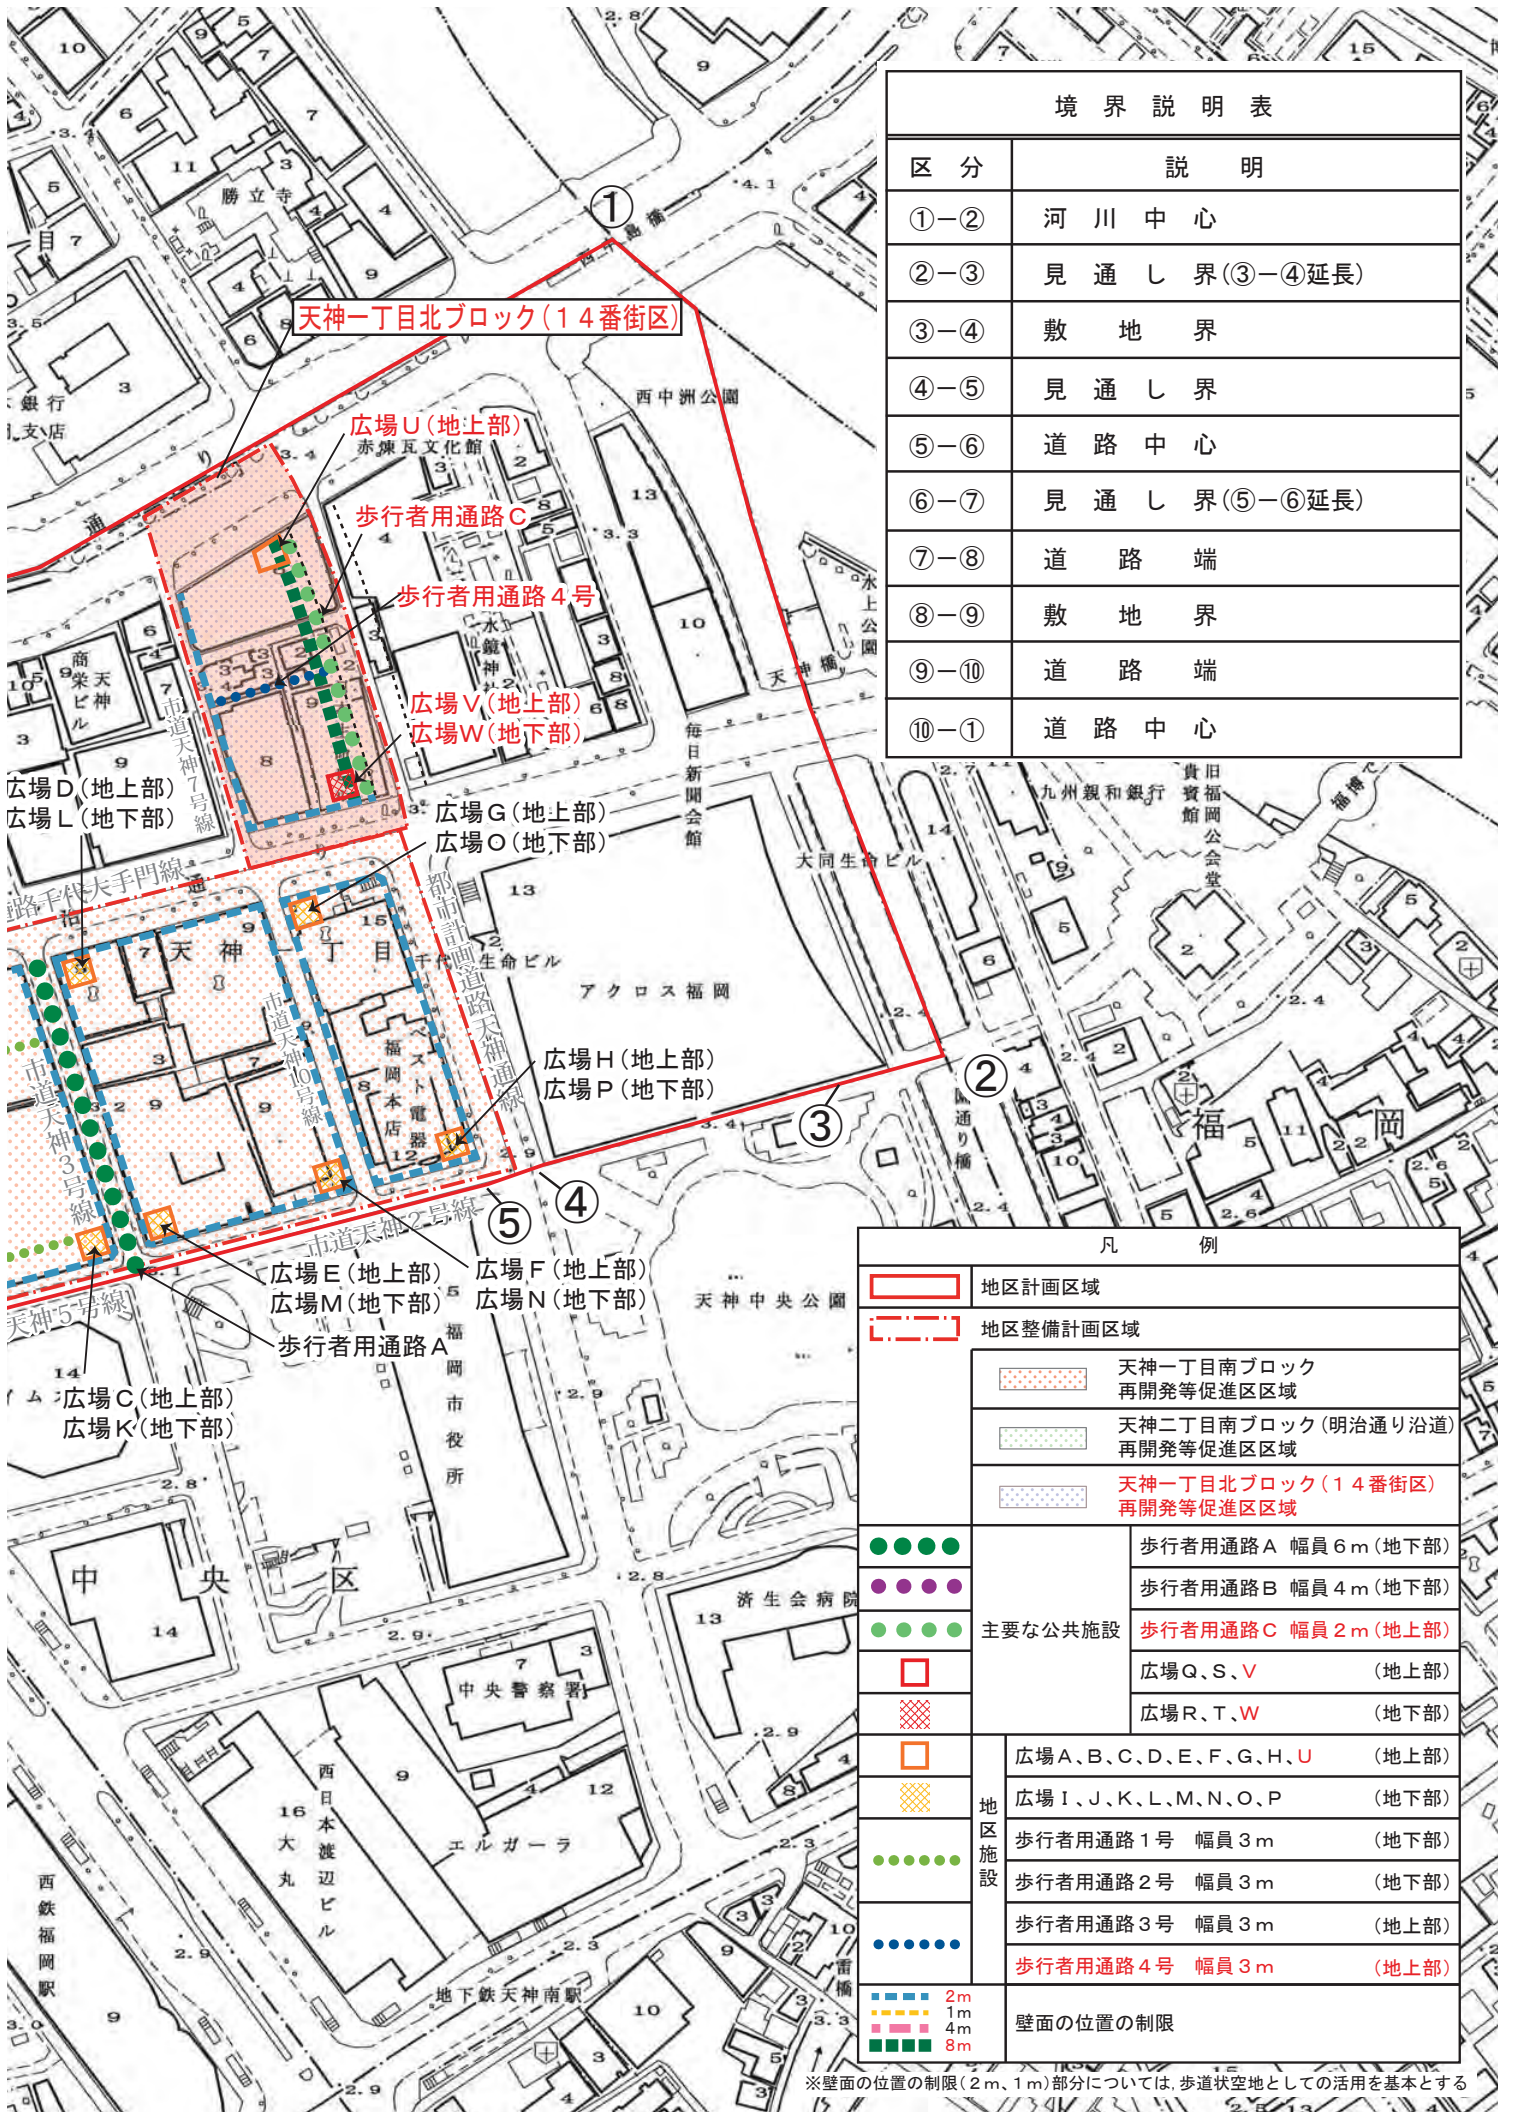 境界説明表
区分 説明
①－② 河川中心
②－③ 見通し界(③－④延長)
③－④ 敷地界
④－⑤ 見通し界
⑤－⑥ 道路中心
⑥－⑦ 見通し界(⑤－⑥延長)
⑦－⑧ 道路端
⑧－⑨ 敷地界
⑨－⑩ 道路端
⑩－① 道路中心
①
勝立寺
西中島橋
天神一丁目北ブロック(１４番街区)
西中洲公園
広場Ｕ(地上部)
赤煉瓦文化館
歩行者用通路Ｃ
歩行者用通路４号
水鏡神社
水上公園
天神橋
広場Ｖ(地上部)
広場Ｗ(地下部)
商栄ビル
天神
市道天神７号線
毎日新聞会館
広場Ｄ(地上部)
広場Ｌ(地下部)
広場Ｇ(地上部)
広場Ｏ(地下部)
九州親和銀行
旧福岡公会堂
貴賓館
大同生命ビル
都市計画道路天神通線
天神一丁目
千代田生命ビル
アクロス福岡
市道天神３号線
市道天神10号線
ベスト電器
福岡本店
広場Ｈ(地上部)
広場Ｐ(地下部)
②
③
福岡
④
⑤
市道天神２号線
広場Ｅ(地上部)
広場Ｍ(地下部)
広場Ｆ(地上部)
広場Ｎ(地下部)
天神中央公園
天神５号線
歩行者用通路Ａ
福岡市役所
広場Ｃ(地上部)
広場Ｋ(地下部)
中央区
済生会病院
中央警察署
西日本渡辺ビル
大丸
エルガーラ
西鉄福岡駅
地下鉄天神南駅
雷橋
凡例
地区計画区域
地区整備計画区域
天神一丁目南ブロック
再開発等促進区区域
天神二丁目南ブロック(明治通り沿道)
再開発等促進区区域
天神一丁目北ブロック(１４番街区)
再開発等促進区区域
主要な公共施設
歩行者用通路Ａ 幅員６ｍ(地下部)
歩行者用通路Ｂ 幅員４ｍ(地下部)
歩行者用通路Ｃ 幅員２ｍ(地上部)
広場Ｑ、Ｓ、Ｖ (地上部)
広場Ｒ、Ｔ、Ｗ (地下部)
地区施設
広場Ａ、Ｂ、Ｃ、Ｄ、Ｅ、Ｆ、Ｇ、Ｈ、Ｕ (地上部)
広場Ｉ、Ｊ、Ｋ、Ｌ、Ｍ、Ｎ、Ｏ、Ｐ (地下部)
歩行者用通路１号 幅員３ｍ (地下部)
歩行者用通路２号 幅員３ｍ (地下部)
歩行者用通路３号 幅員３ｍ (地上部)
歩行者用通路４号 幅員３ｍ (地上部)
2m
1m
4m
8m
壁面の位置の制限
※壁面の位置の制限(２ｍ、１ｍ)部分については,歩道状空地としての活用を基本とする